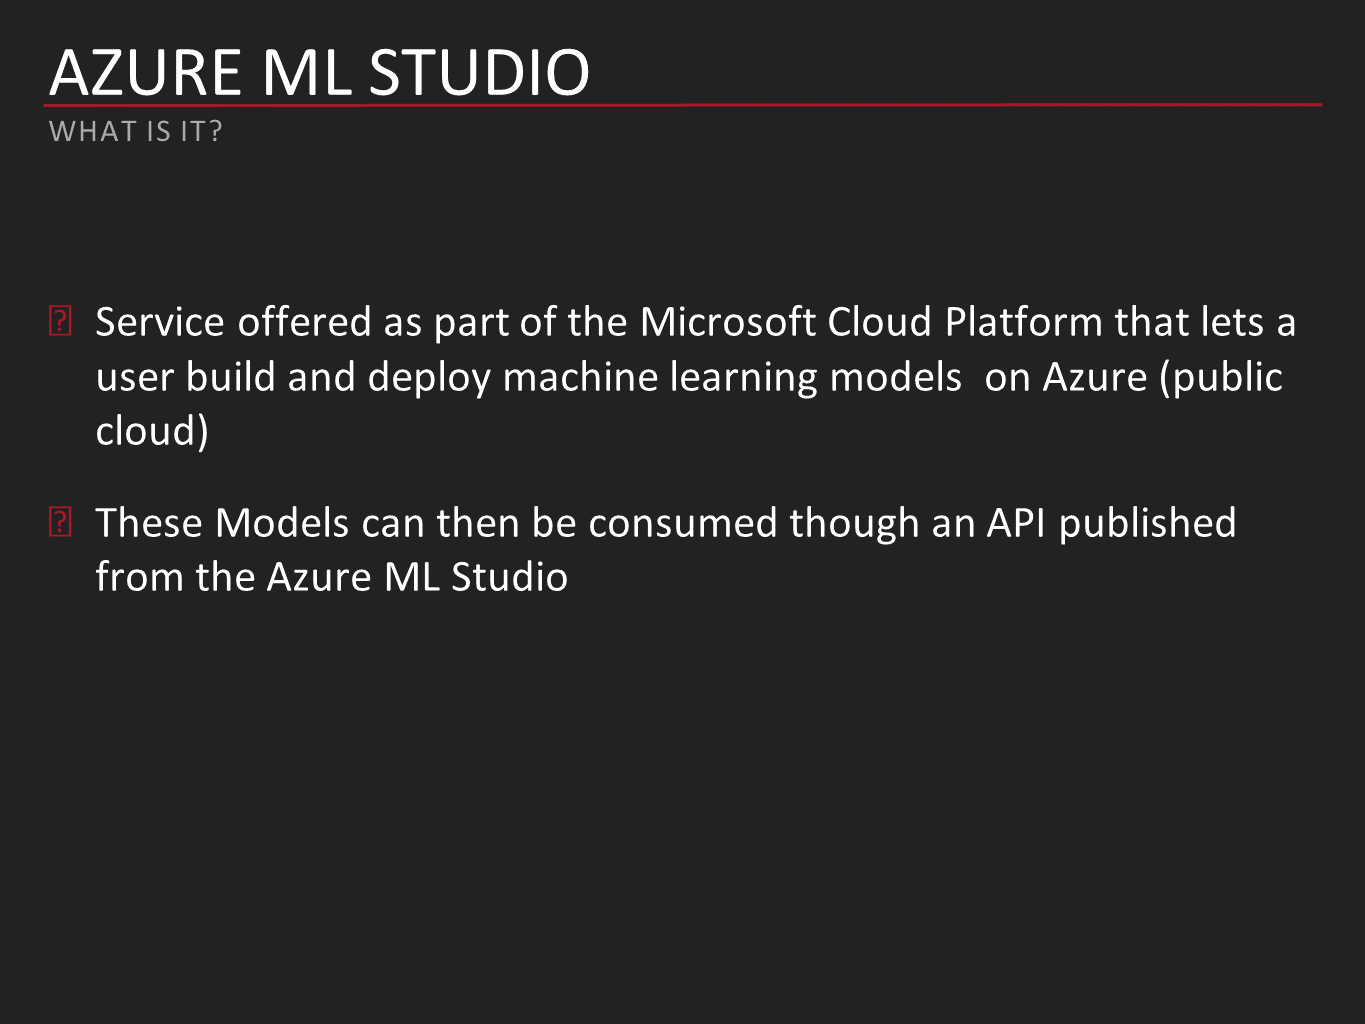 AZURE ML STUDIO
WHAT IS IT?
Service offered as part of the Microsoft Cloud Platform that lets a
user build and deploy machine learning models  on Azure (public
cloud)
These Models can then be consumed though an API published
from the Azure ML Studio